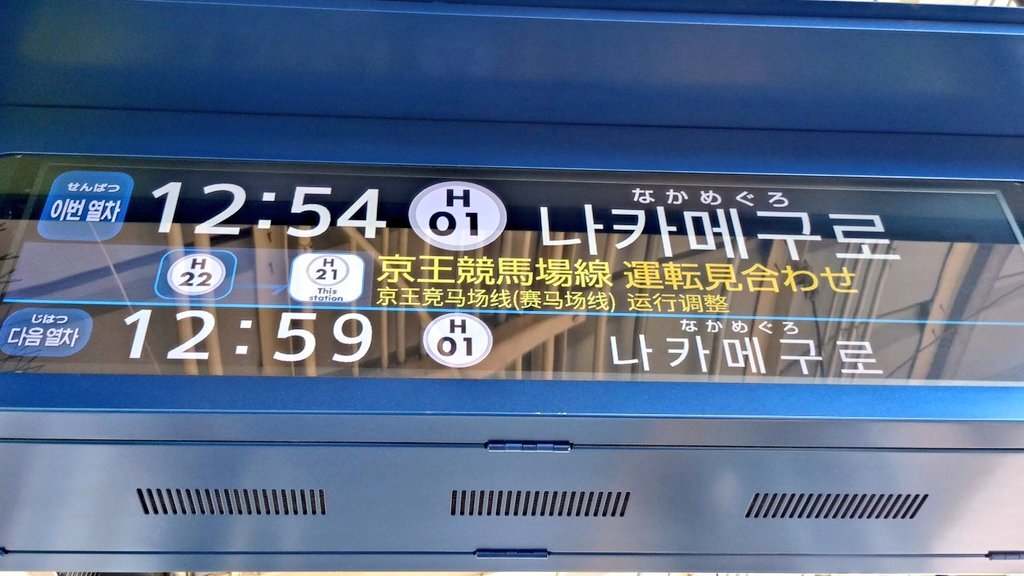 せんぱつ
이번 열차 12:54 H 01 なかめぐろ
나카메구로
H 22 H 21 This station 京王競馬場線 運転見合わせ
京王竞马场线(赛马场线) 运行调整
じはつ
다음 열차 12:59 H 01 なかめぐろ
나카메구로